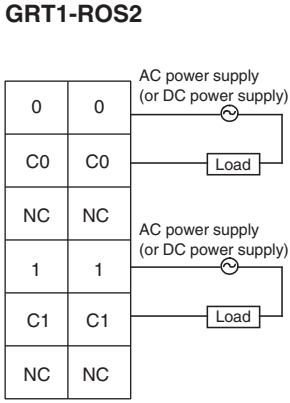 GRT1-ROS2
AC power supply
(or DC power supply)
0 0
C0 C0
Load
NC NC
AC power supply
(or DC power supply)
1 1
C1 C1
Load
NC NC